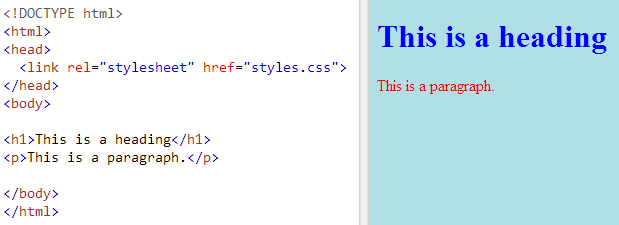 <!DOCTYPE html>
<html>
<head>
  <link rel="stylesheet" href="styles.css">
</head>
<body>

<h1>This is a heading</h1>
<p>This is a paragraph.</p>

</body>
</html>
This is a heading
This is a paragraph.